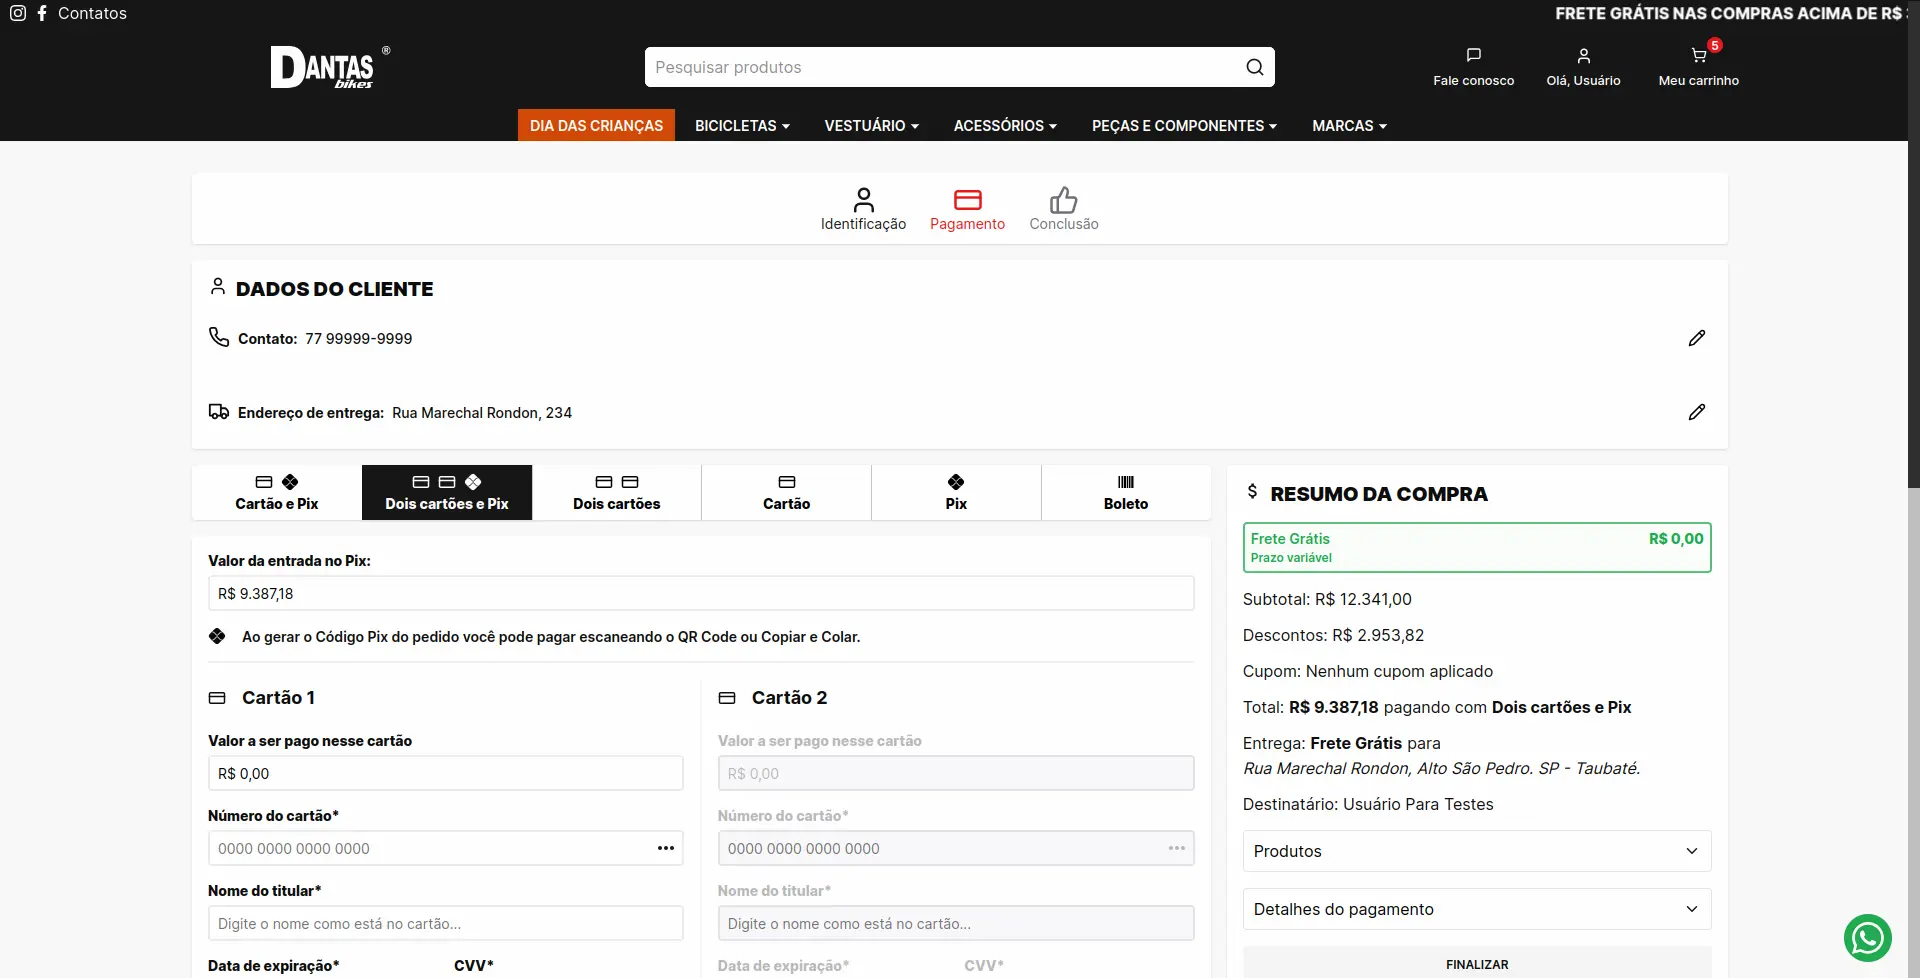 Contatos
FRETE GRÁTIS NAS COMPRAS ACIMA DE R$
DANTAS bikes ®
Pesquisar produtos
Fale conosco
Olá, Usuário
5
Meu carrinho
DIA DAS CRIANÇAS
BICICLETAS
VESTUÁRIO
ACESSÓRIOS
PEÇAS E COMPONENTES
MARCAS
Identificação
Pagamento
Conclusão
DADOS DO CLIENTE
Contato: 77 99999-9999
Endereço de entrega: Rua Marechal Rondon, 234
Cartão e Pix
Dois cartões e Pix
Dois cartões
Cartão
Pix
Boleto
Valor da entrada no Pix:
R$ 9.387,18
Ao gerar o Código Pix do pedido você pode pagar escaneando o QR Code ou Copiar e Colar.
Cartão 1
Valor a ser pago nesse cartão
R$ 0,00
Número do cartão*
0000 0000 0000 0000
Nome do titular*
Digite o nome como está no cartão...
Data de expiração*
CVV*
Cartão 2
Valor a ser pago nesse cartão
R$ 0,00
Número do cartão*
0000 0000 0000 0000
Nome do titular*
Digite o nome como está no cartão...
Data de expiração*
CVV*
RESUMO DA COMPRA
Frete Grátis R$ 0,00
Prazo variável
Subtotal: R$ 12.341,00
Descontos: R$ 2.953,82
Cupom: Nenhum cupom aplicado
Total: R$ 9.387,18 pagando com Dois cartões e Pix
Entrega: Frete Grátis para
Rua Marechal Rondon, Alto São Pedro. SP - Taubaté.
Destinatário: Usuário Para Testes
Produtos
Detalhes do pagamento
FINALIZAR